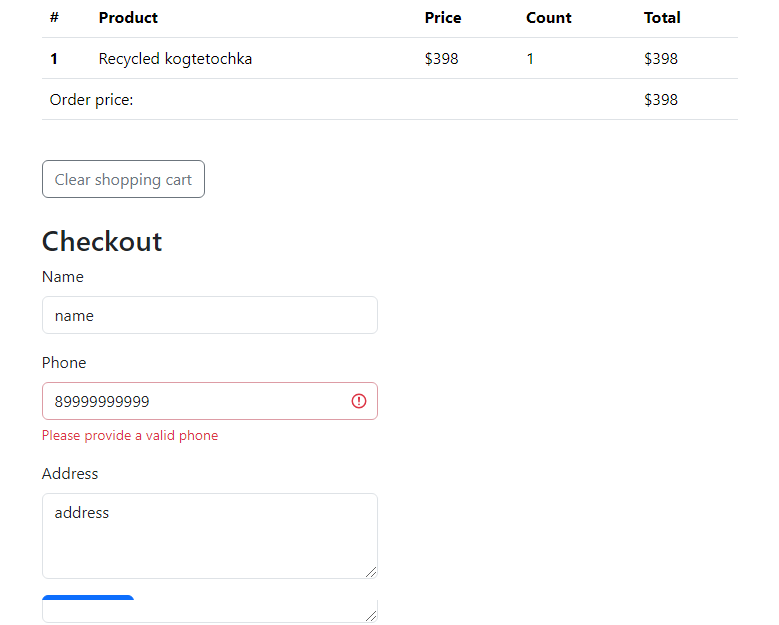 # Product Price Count Total
1 Recycled kogtetochka $398 1 $398
Order price: $398
Clear shopping cart
Checkout
Name
name
Phone
89999999999
Please provide a valid phone
Address
address